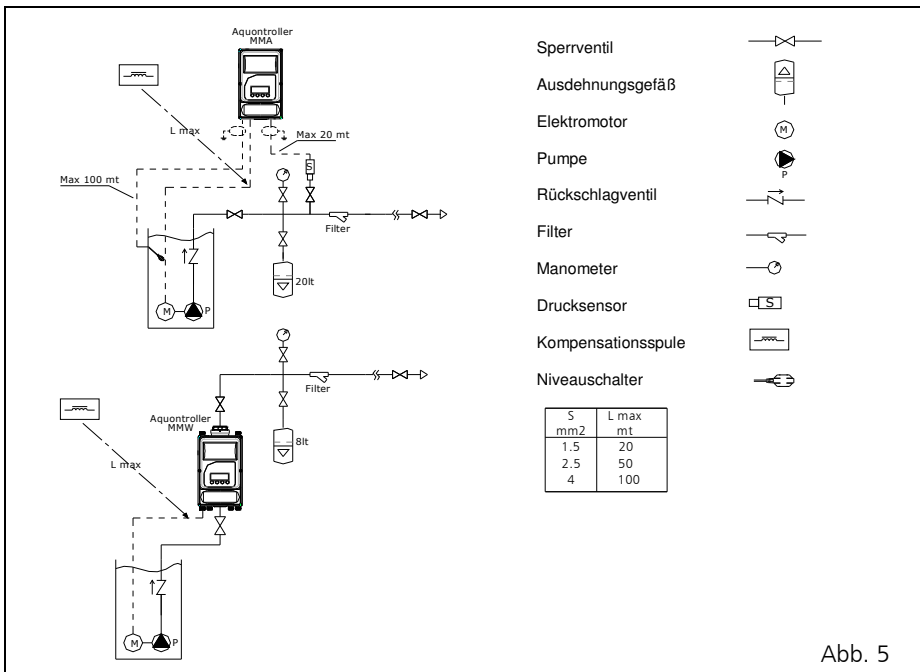 Aquontroller
MMA
L max
Max 20 mt
S
Max 100 mt
Filter
20lt
M
P
Filter
Aquontroller
MMW
8lt
L max
M
P
Sperrventil
Ausdehnungsgefäß
Elektromotor
M
Pumpe
P
Rückschlagventil
Filter
Manometer
Drucksensor
S
Kompensationsspule
Niveauschalter
S L max
mm2 mt
1.5 20
2.5 50
4 100
Abb. 5